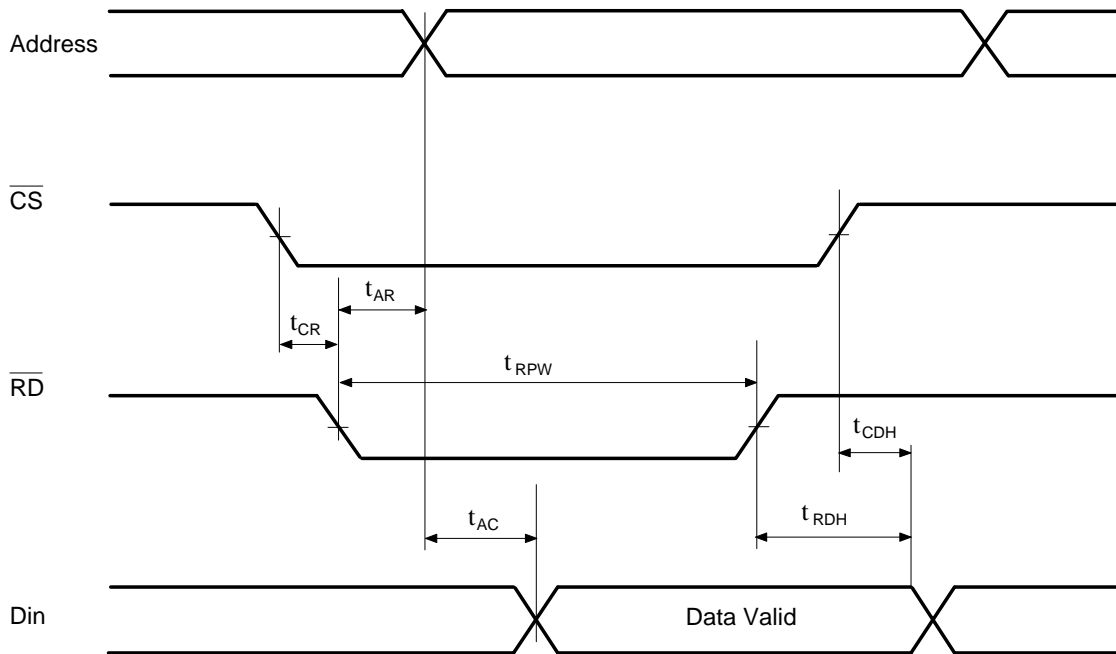 Address
CS
tAR
tCR
tRPW
RD
tCDH
tRDH
tAC
Din
Data Valid